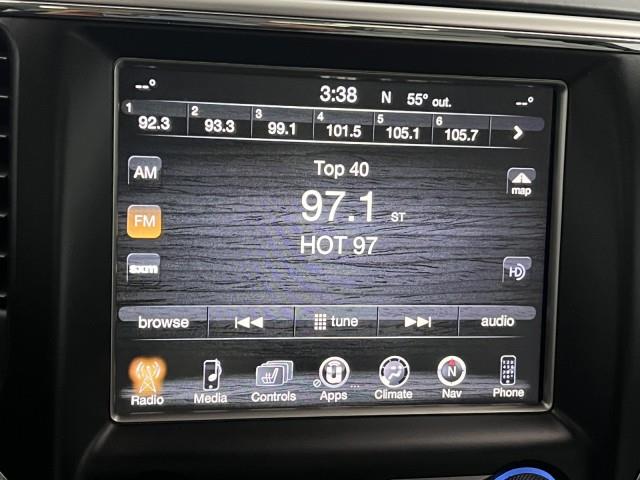 --° 3:38 N 55° out. --°
1 2 3 4 5 6
92.3 93.3 99.1 101.5 105.1 105.7 >
AM Top 40 map
FM 97.1 ST
HOT 97
sxm HD
browse tune audio
Radio Media Controls Apps ... Climate Nav Phone
N